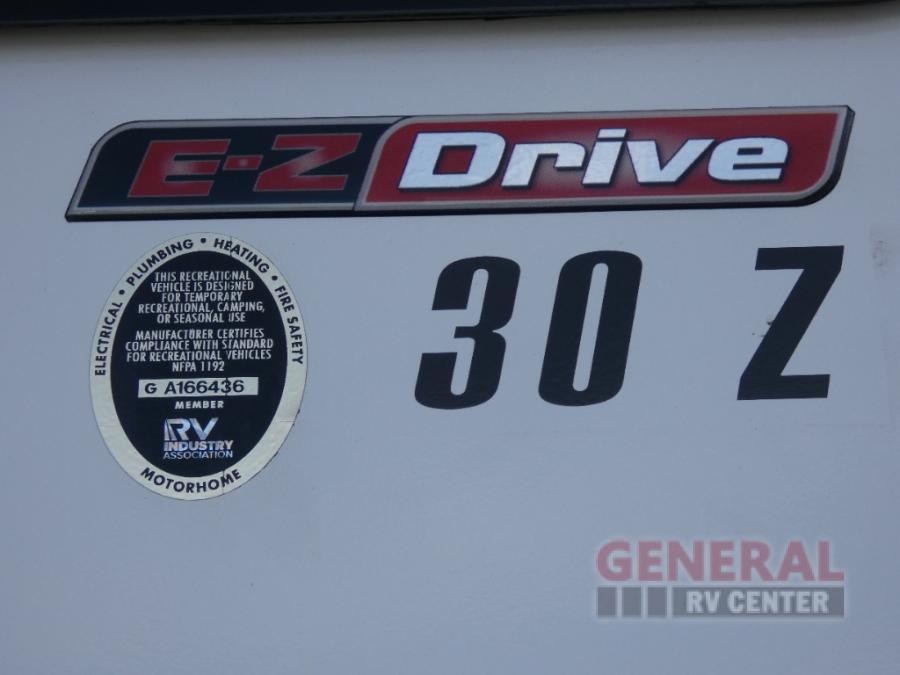 E-Z Drive
30 Z
ELECTRICAL • PLUMBING • HEATING • FIRE SAFETY
THIS RECREATIONAL
VEHICLE IS DESIGNED
FOR TEMPORARY
RECREATIONAL, CAMPING,
OR SEASONAL USE
MANUFACTURER CERTIFIES
COMPLIANCE WITH STANDARD
FOR RECREATIONAL VEHICLES
NFPA 1192
G A166436
MEMBER
RV
INDUSTRY
ASSOCIATION
MOTORHOME
GENERAL
RV CENTER